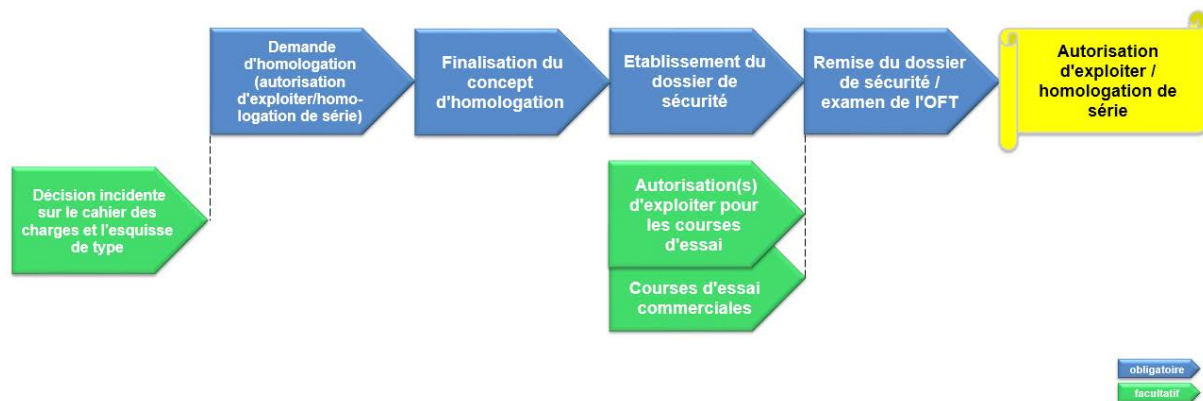 Demande
d'homologation
(autorisation
d'exploiter/homo-
logation de série)
Finalisation du
concept
d'homologation
Etablissement du
dossier de
sécurité
Remise du dossier
de sécurité /
examen de l'OFT
Autorisation
d'exploiter /
homologation de
série
Décision incidente
sur le cahier des
charges et l'esquisse
de type
Autorisation(s)
d'exploiter pour
les courses
d'essai
Courses d'essai
commerciales
obligatoire
facultatif